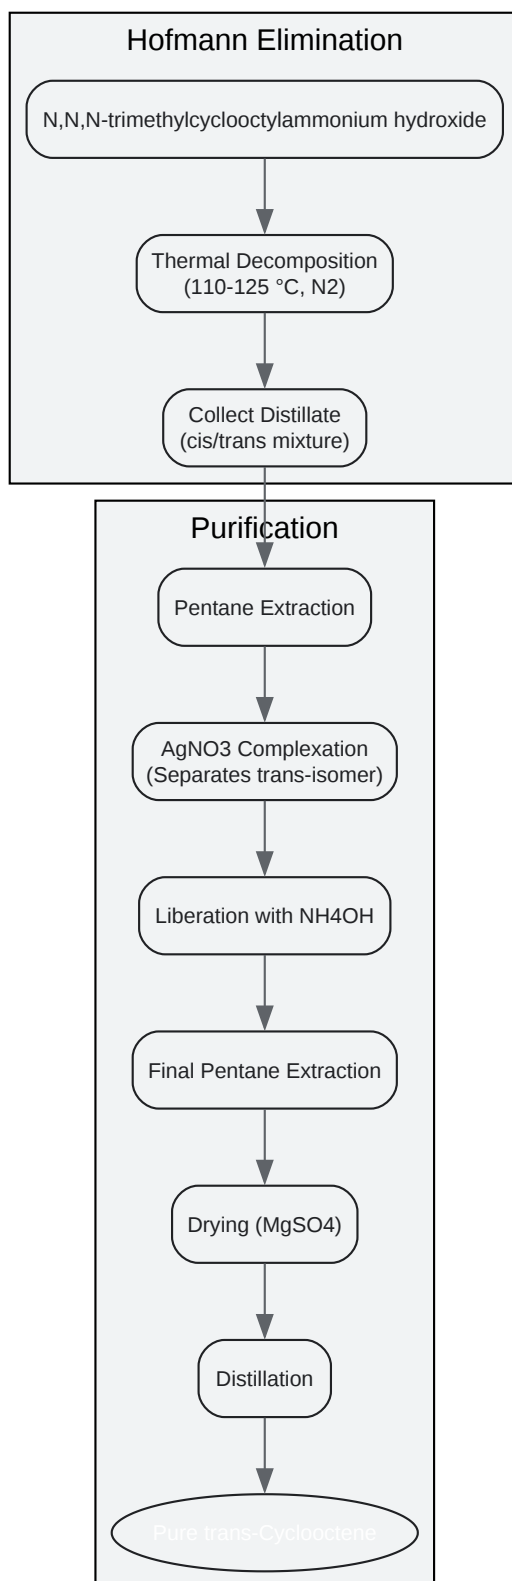 Hofmann Elimination
N,N,N-trimethylcyclooctylammonium hydroxide
Thermal Decomposition
(110-125 °C, N2)
Collect Distillate
(cis/trans mixture)
Purification
Pentane Extraction
AgNO3 Complexation
(Separates trans-isomer)
Liberation with NH4OH
Final Pentane Extraction
Drying (MgSO4)
Distillation
Pure trans-Cyclooctene